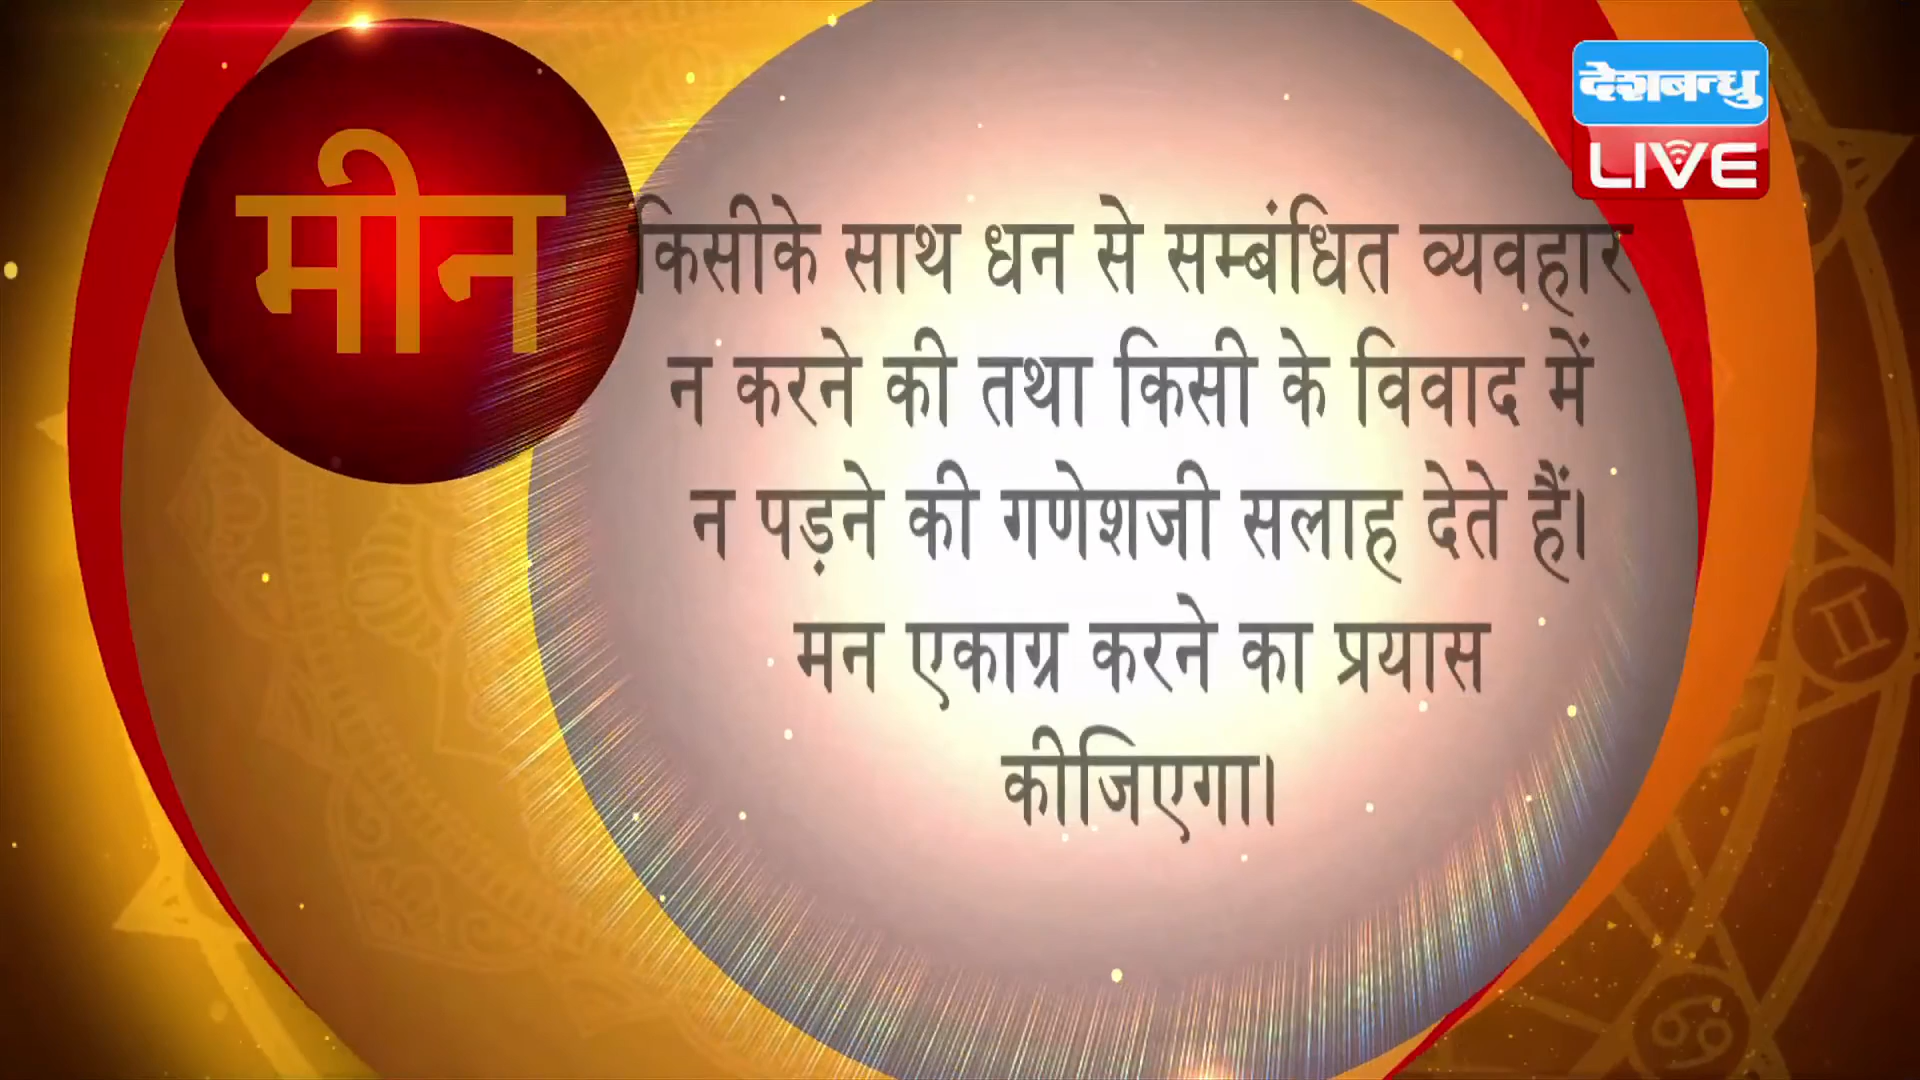 देशबन्धु
LIVE
मीन
किसीके साथ धन से सम्बंधित व्यवहार
न करने की तथा किसी के विवाद में
न पड़ने की गणेशजी सलाह देते हैं।
मन एकाग्र करने का प्रयास
कीजिएगा।